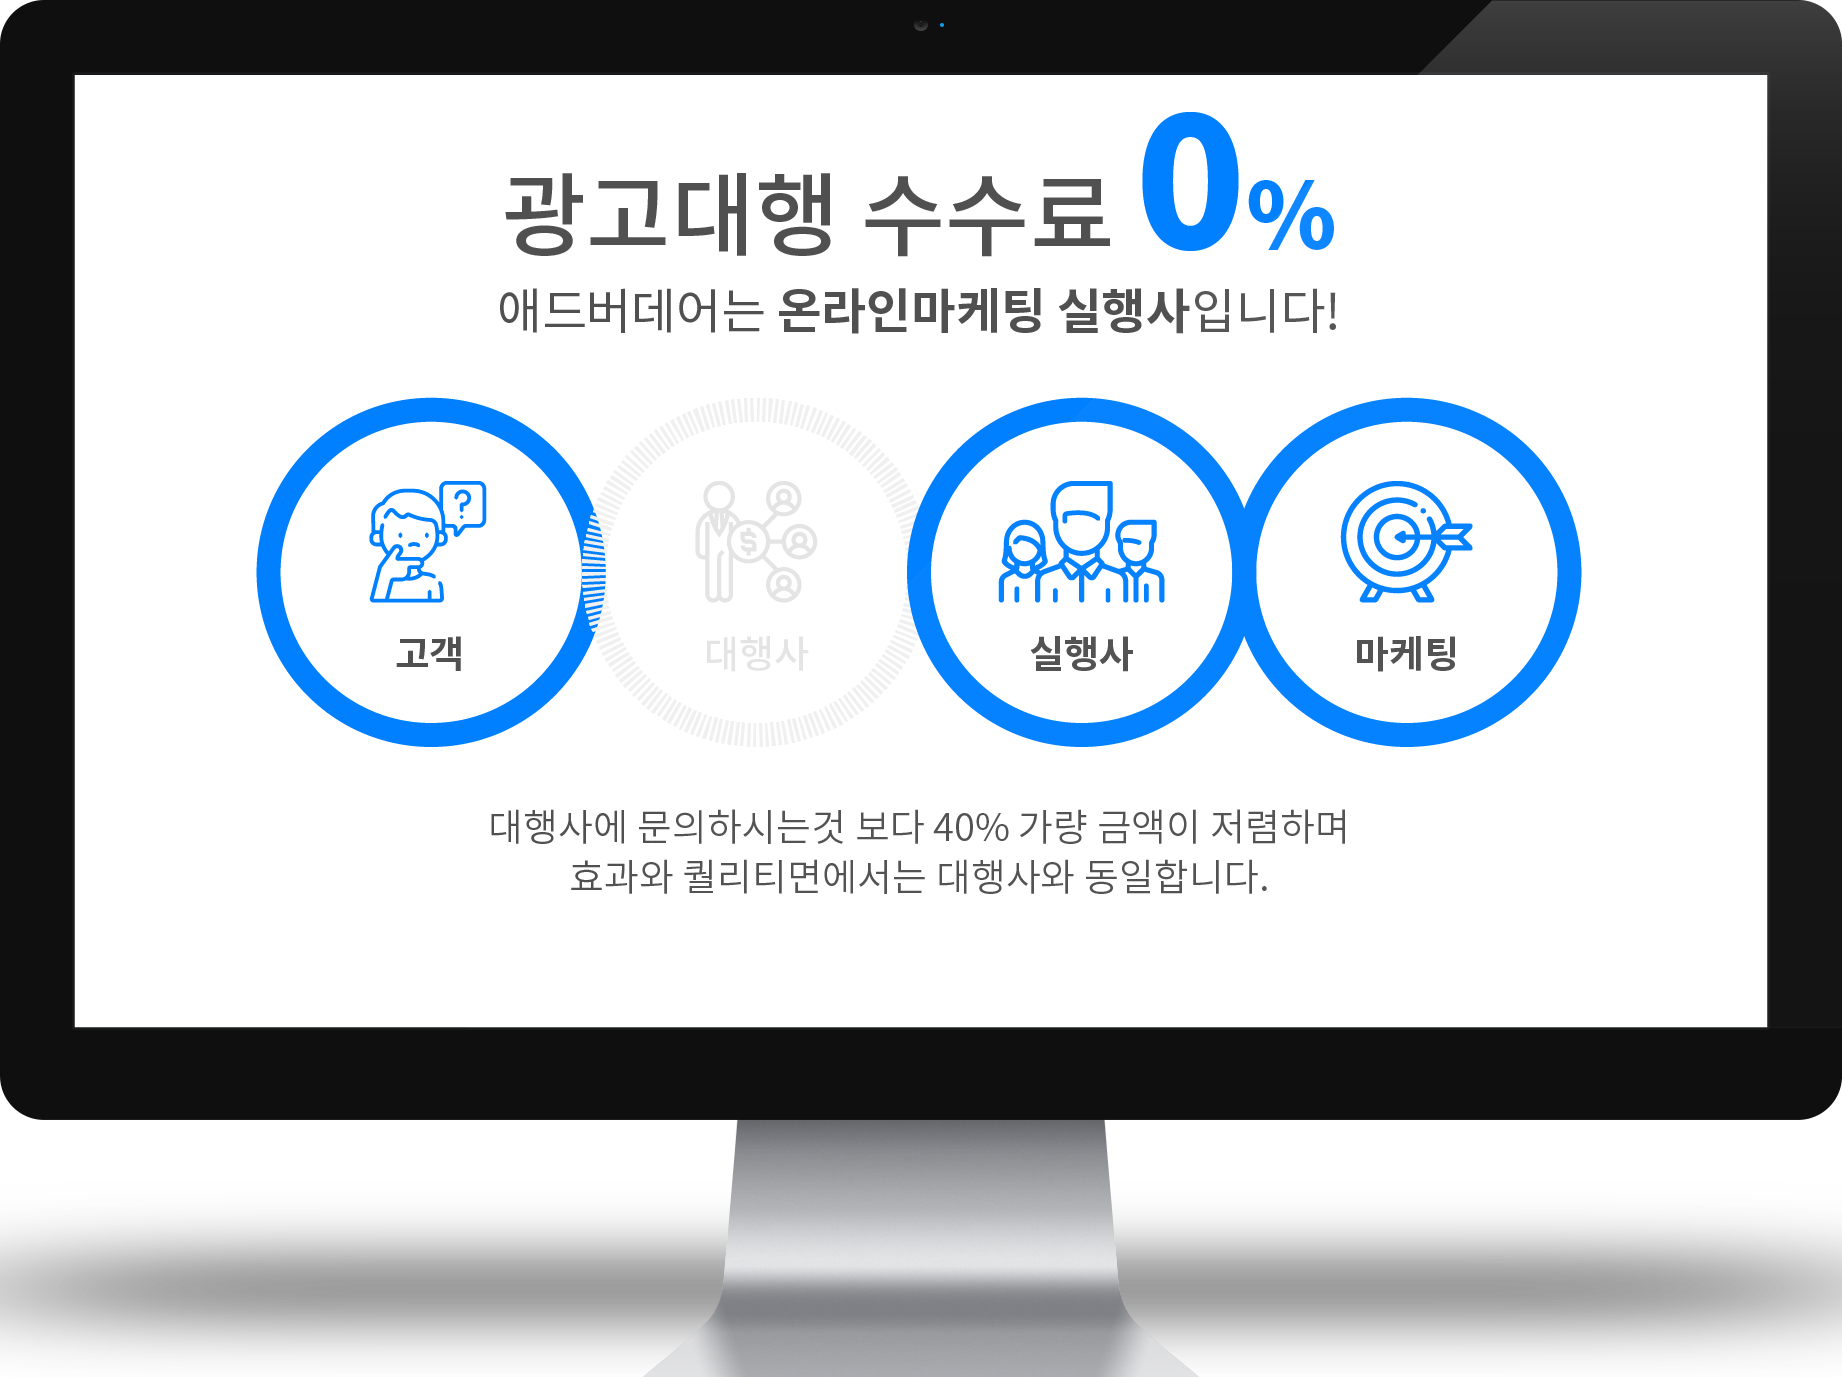 광고대행 수수료 0%
애드버데어는 온라인마케팅 실행사입니다!
?
$
고객
대행사
실행사
마케팅
대행사에 문의하시는것 보다 40% 가량 금액이 저렴하며
효과와 퀄리티면에서는 대행사와 동일합니다.